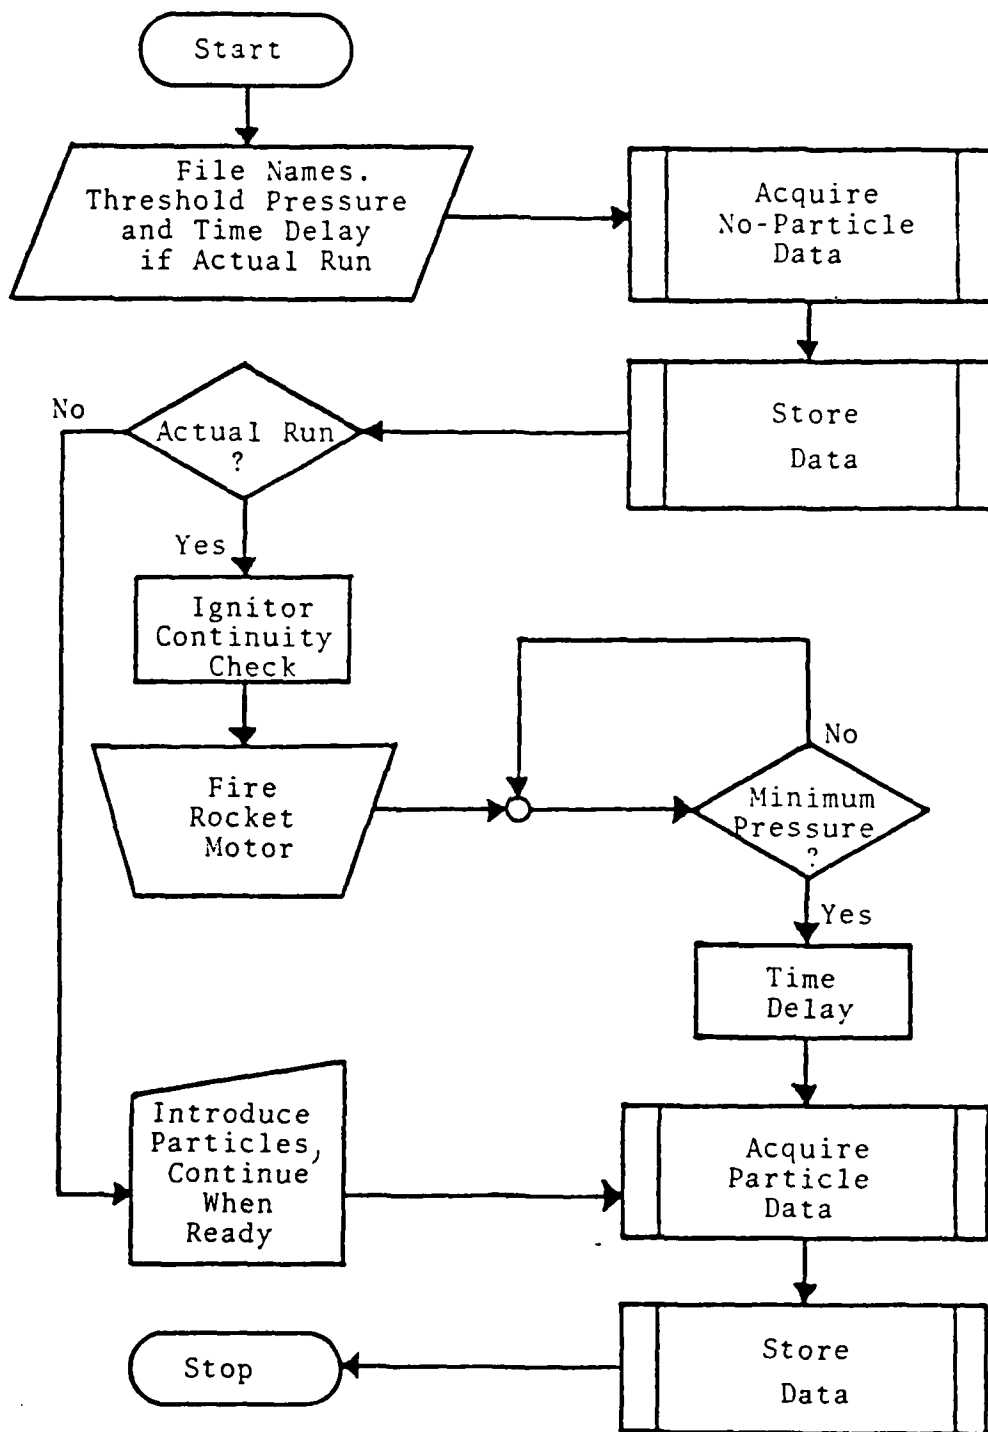 Start
File Names.
Threshold Pressure
and Time Delay
if Actual Run
Acquire
No-Particle
Data
Store
Data
No
Actual Run
?
Yes
Ignitor
Continuity
Check
Fire
Rocket
Motor
No
Minimum
Pressure
?
Yes
Time
Delay
Introduce
Particles,
Continue
When
Ready
Acquire
Particle
Data
Store
Data
Stop